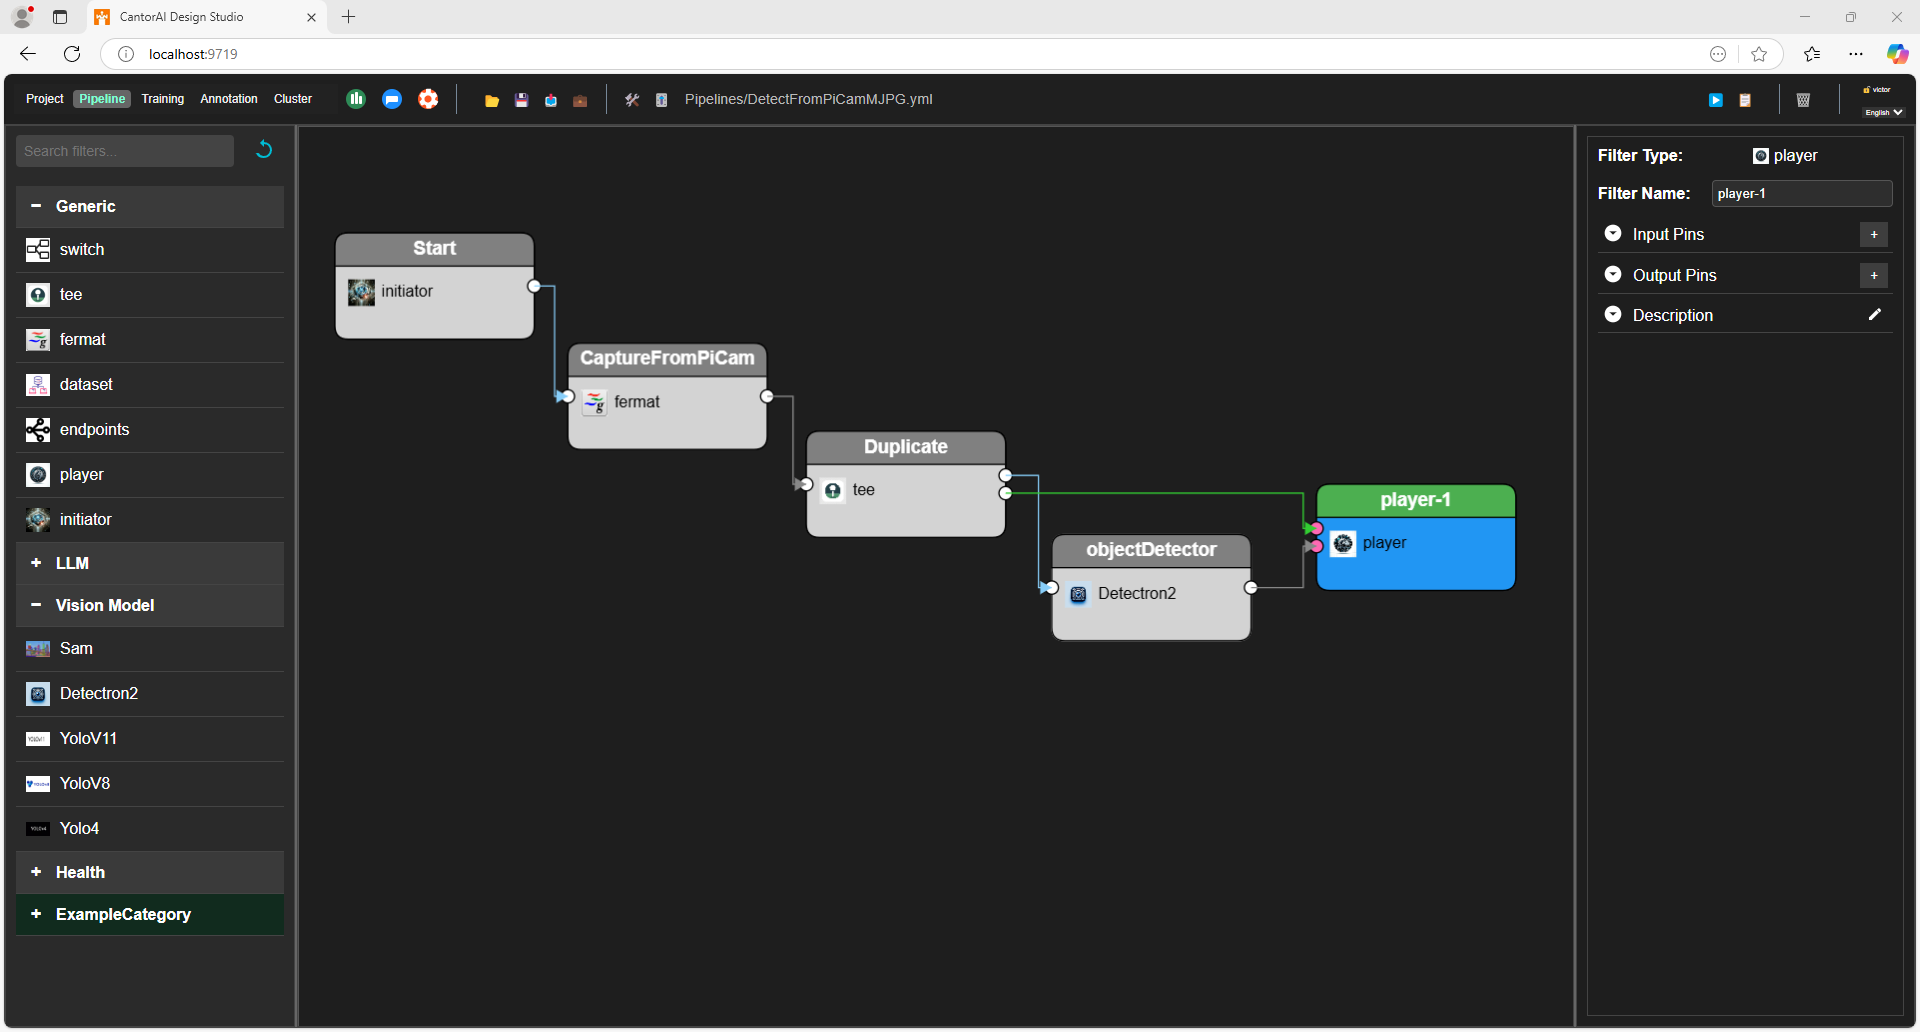 CantorAI Design Studio
localhost:9719
Project Pipeline Training Annotation Cluster
Pipelines/DetectFromPiCamMJPG.yml
victor
English
Search filters...
Generic
switch
tee
fermat
dataset
endpoints
player
initiator
LLM
Vision Model
Sam
Detectron2
YoloV11
YoloV8
Yolo4
Health
ExampleCategory
Start
initiator
CaptureFromPiCam
fermat
Duplicate
tee
objectDetector
Detectron2
player-1
player
Filter Type: player
Filter Name: player-1
Input Pins +
Output Pins +
Description